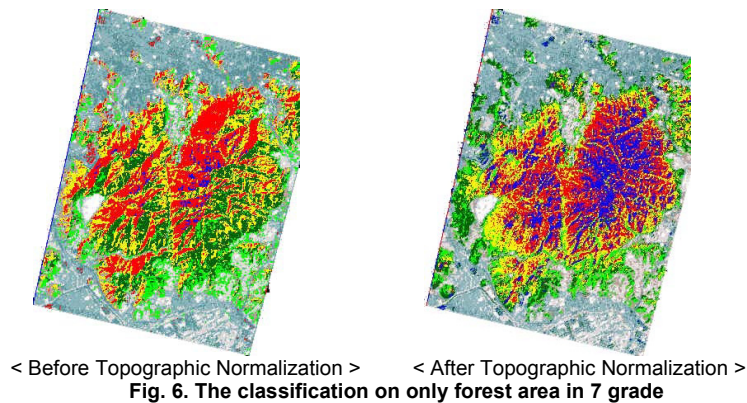 < Before Topographic Normalization > < After Topographic Normalization >
Fig. 6. The classification on only forest area in 7 grade